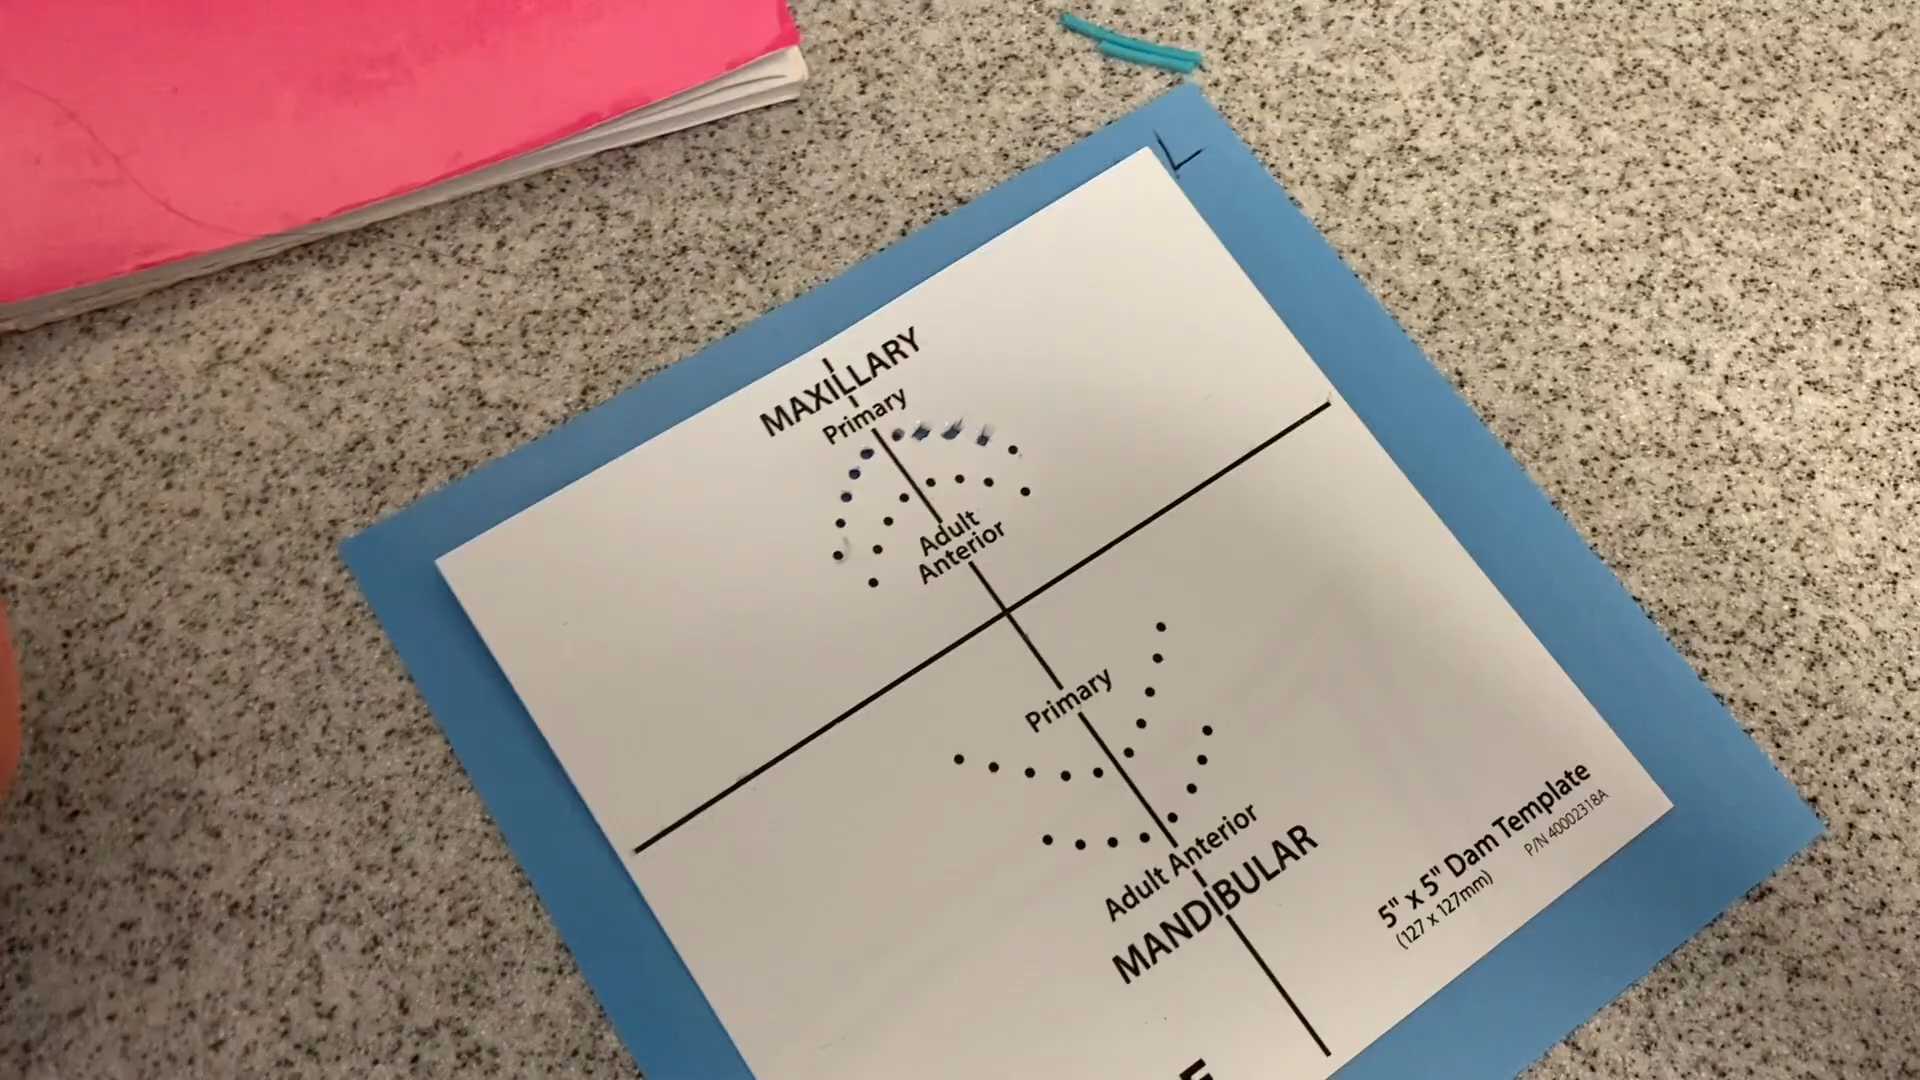 MAXILLARY
Primary
Adult
Anterior
Primary
Adult Anterior
MANDIBULAR
5" x 5" Dam Template
(127 x 127mm)
P/N 40002318A